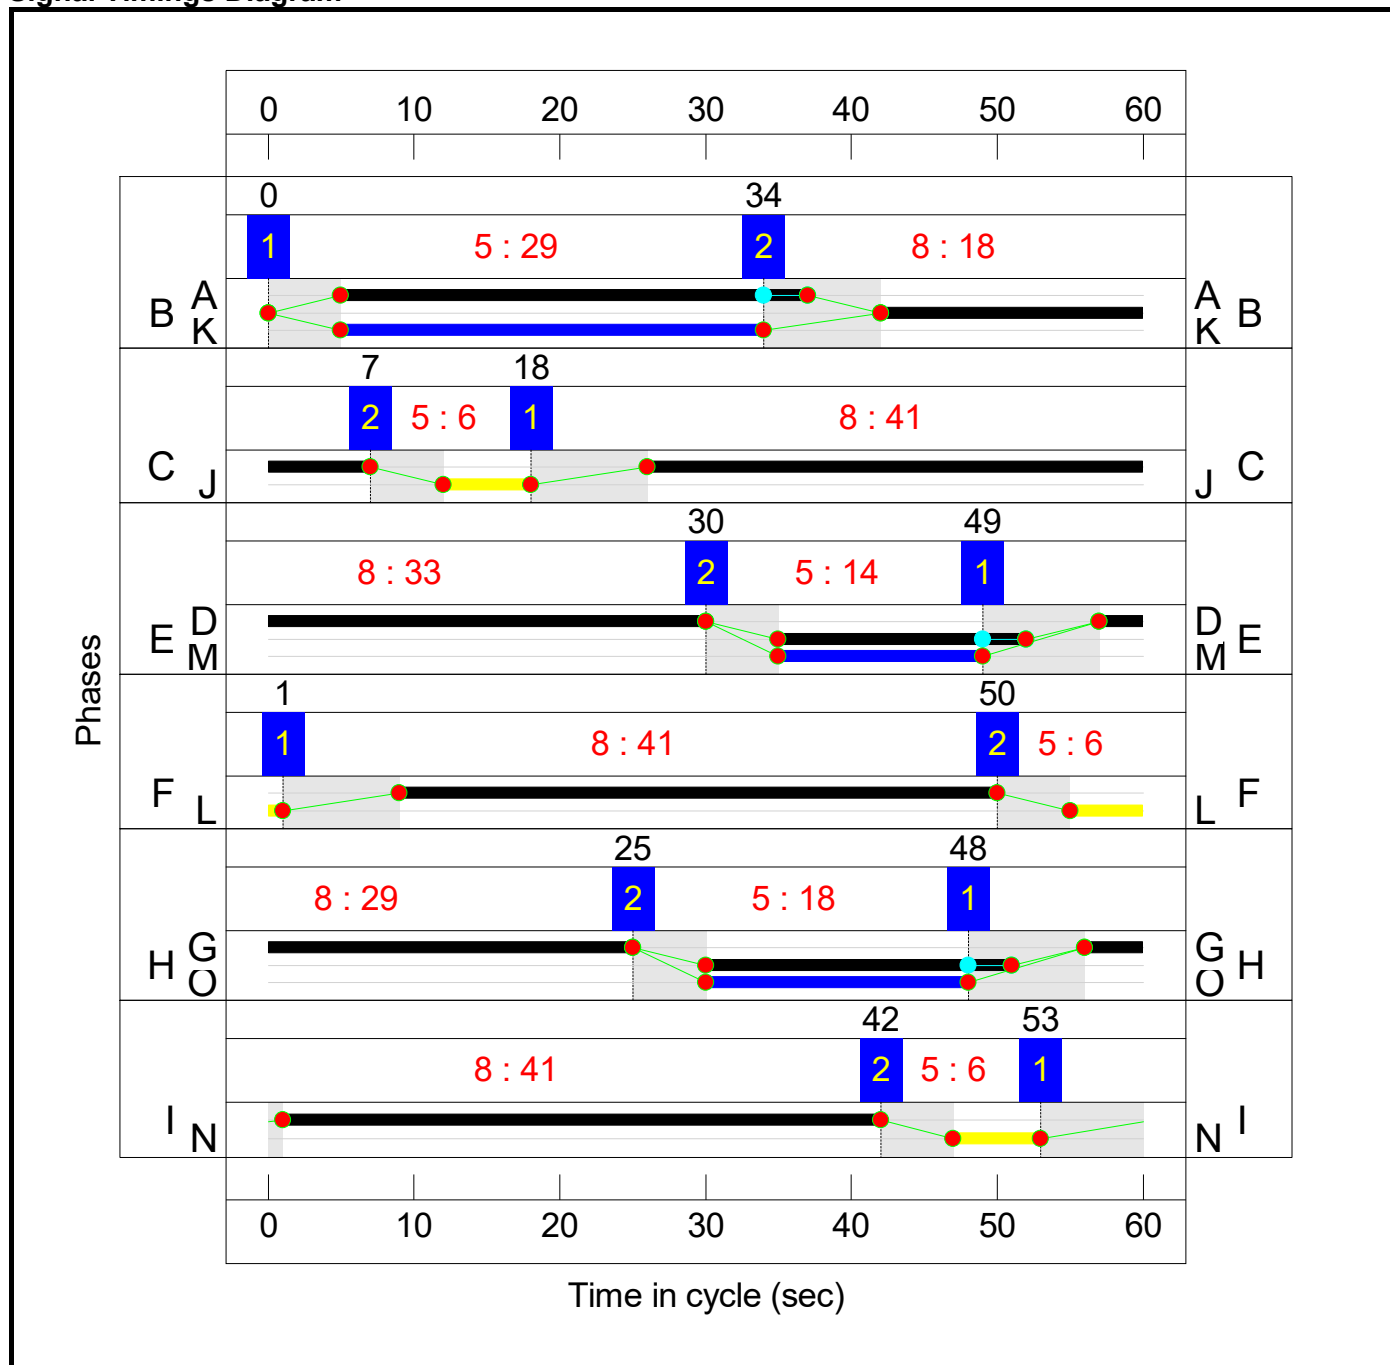 0 10 20 30 40 50 60
0 34
1 5 : 29 2 8 : 18
B A A B
K K
7 18
2 5 : 6 1 8 : 41
C C
J J
30 49
8 : 33 2 5 : 14 1
E D D E
M M
1 50
1 8 : 41 2 5 : 6
F F
L L
25 48
8 : 29 2 5 : 18 1
H G G H
O O
42 53
8 : 41 2 5 : 6 1
I I
N N
Phases
0 10 20 30 40 50 60
Time in cycle (sec)